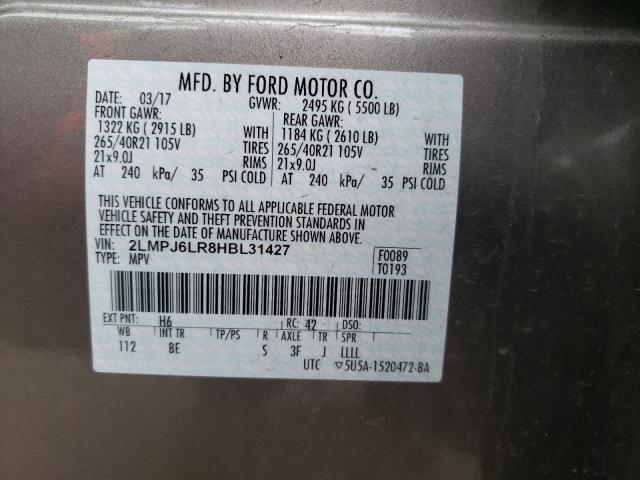 MFD. BY FORD MOTOR CO.
DATE: 03/17 GVWR: 2495 KG ( 5500 LB)
FRONT GAWR: REAR GAWR:
1322 KG ( 2915 LB) WITH 1184 KG ( 2610 LB) WITH
265/40R21 105V TIRES 265/40R21 105V TIRES
21x9.0J RIMS 21x9.0J RIMS
AT 240 kPa/ 35 PSI COLD AT 240 kPa/ 35 PSI COLD
THIS VEHICLE CONFORMS TO ALL APPLICABLE FEDERAL MOTOR
VEHICLE SAFETY AND THEFT PREVENTION STANDARDS IN
EFFECT ON THE DATE OF MANUFACTURE SHOWN ABOVE.
VIN: 2LMPJ6LR8HBL31427 F0089
TYPE: MPV T0193
EXT PNT: H6 RC: 42 DSO:
WB INT TR TP/PS R AXLE TR SPR
112 BE S 3F J LLLL
UTC ▽5U5A-1520472-BA